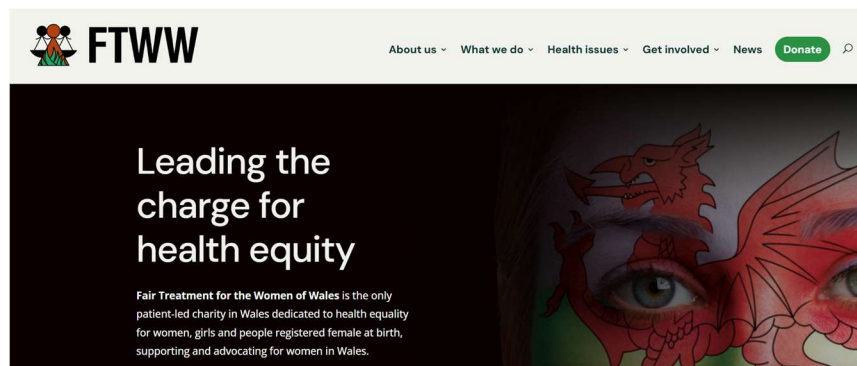 FTWW
About us What we do Health issues Get involved News Donate
Leading the
charge for
health equity
Fair Treatment for the Women of Wales is the only
patient-led charity in Wales dedicated to health equality
for women, girls and people registered female at birth,
supporting and advocating for women in Wales.